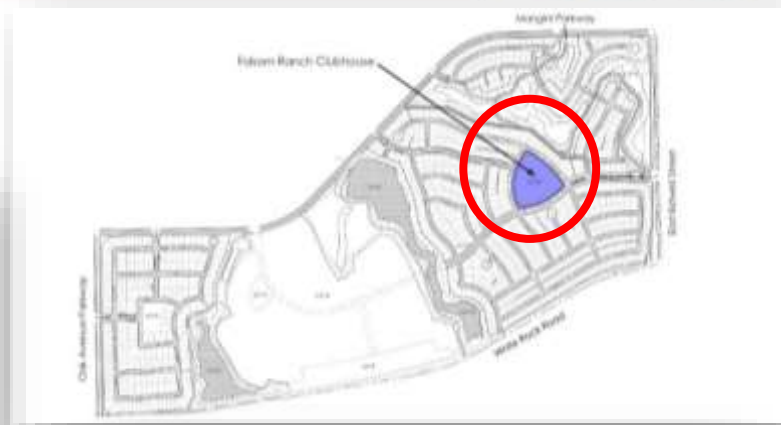 Mangini Parkway
Folsom Ranch Clubhouse
East Bidwell Street
Oak Avenue Parkway
White Rock Road